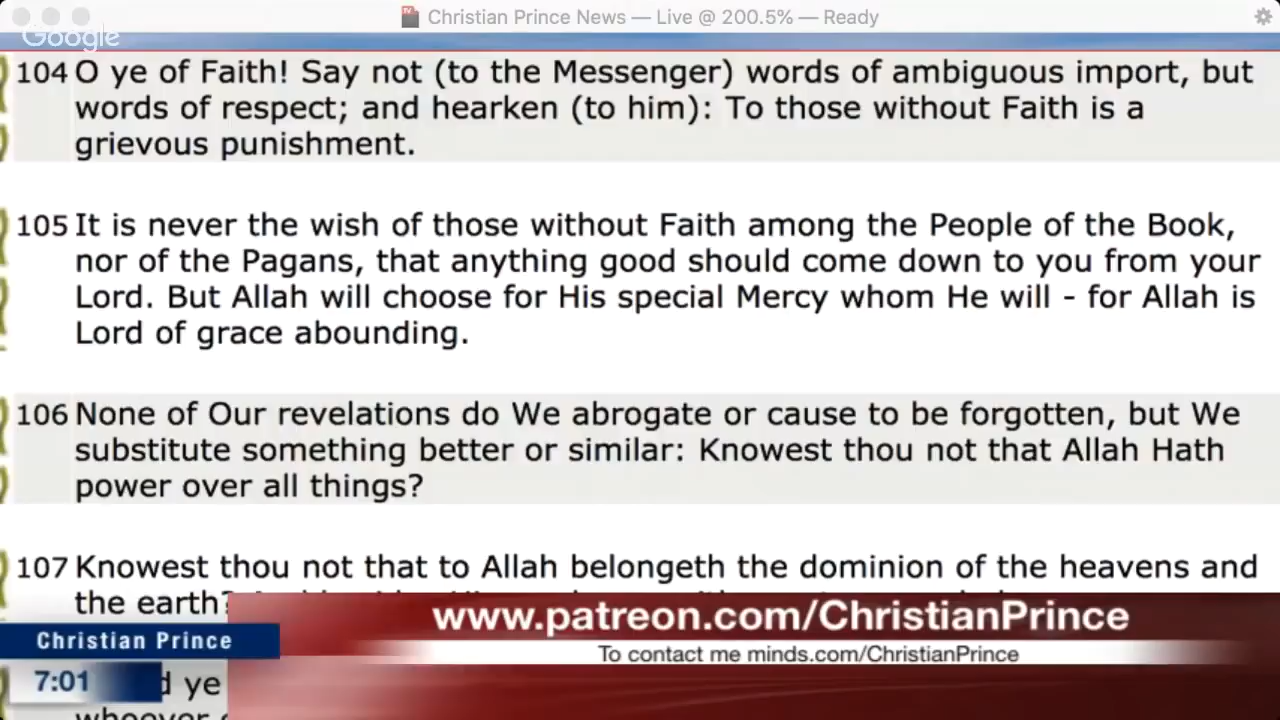 Christian Prince News — Live @ 200.5% — Ready
Google
104 O ye of Faith! Say not (to the Messenger) words of ambiguous import, but
words of respect; and hearken (to him): To those without Faith is a
grievous punishment.
105 It is never the wish of those without Faith among the People of the Book,
nor of the Pagans, that anything good should come down to you from your
Lord. But Allah will choose for His special Mercy whom He will - for Allah is
Lord of grace abounding.
106 None of Our revelations do We abrogate or cause to be forgotten, but We
substitute something better or similar: Knowest thou not that Allah Hath
power over all things?
107 Knowest thou not that to Allah belongeth the dominion of the heavens and
the earth?
www.patreon.com/ChristianPrince
Christian Prince
To contact me minds.com/ChristianPrince
7:01
ye
whoever